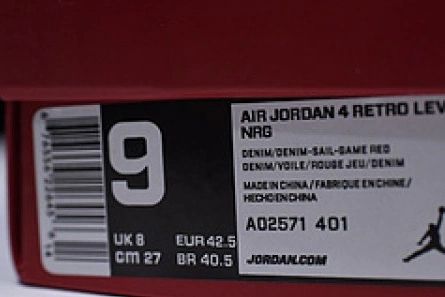 9
UK 8 EUR 42.5
CM 27 BR 40.5
AIR JORDAN 4 RETRO LEV
NRG
DENIM/DENIM-SAIL-GAME RED
DENIM/VOILE/ROUGE JEU/DENIM
MADE IN CHINA / FABRIQUE EN CHINE /
HECHO EN CHINA
AO2571 401
JORDAN.COM